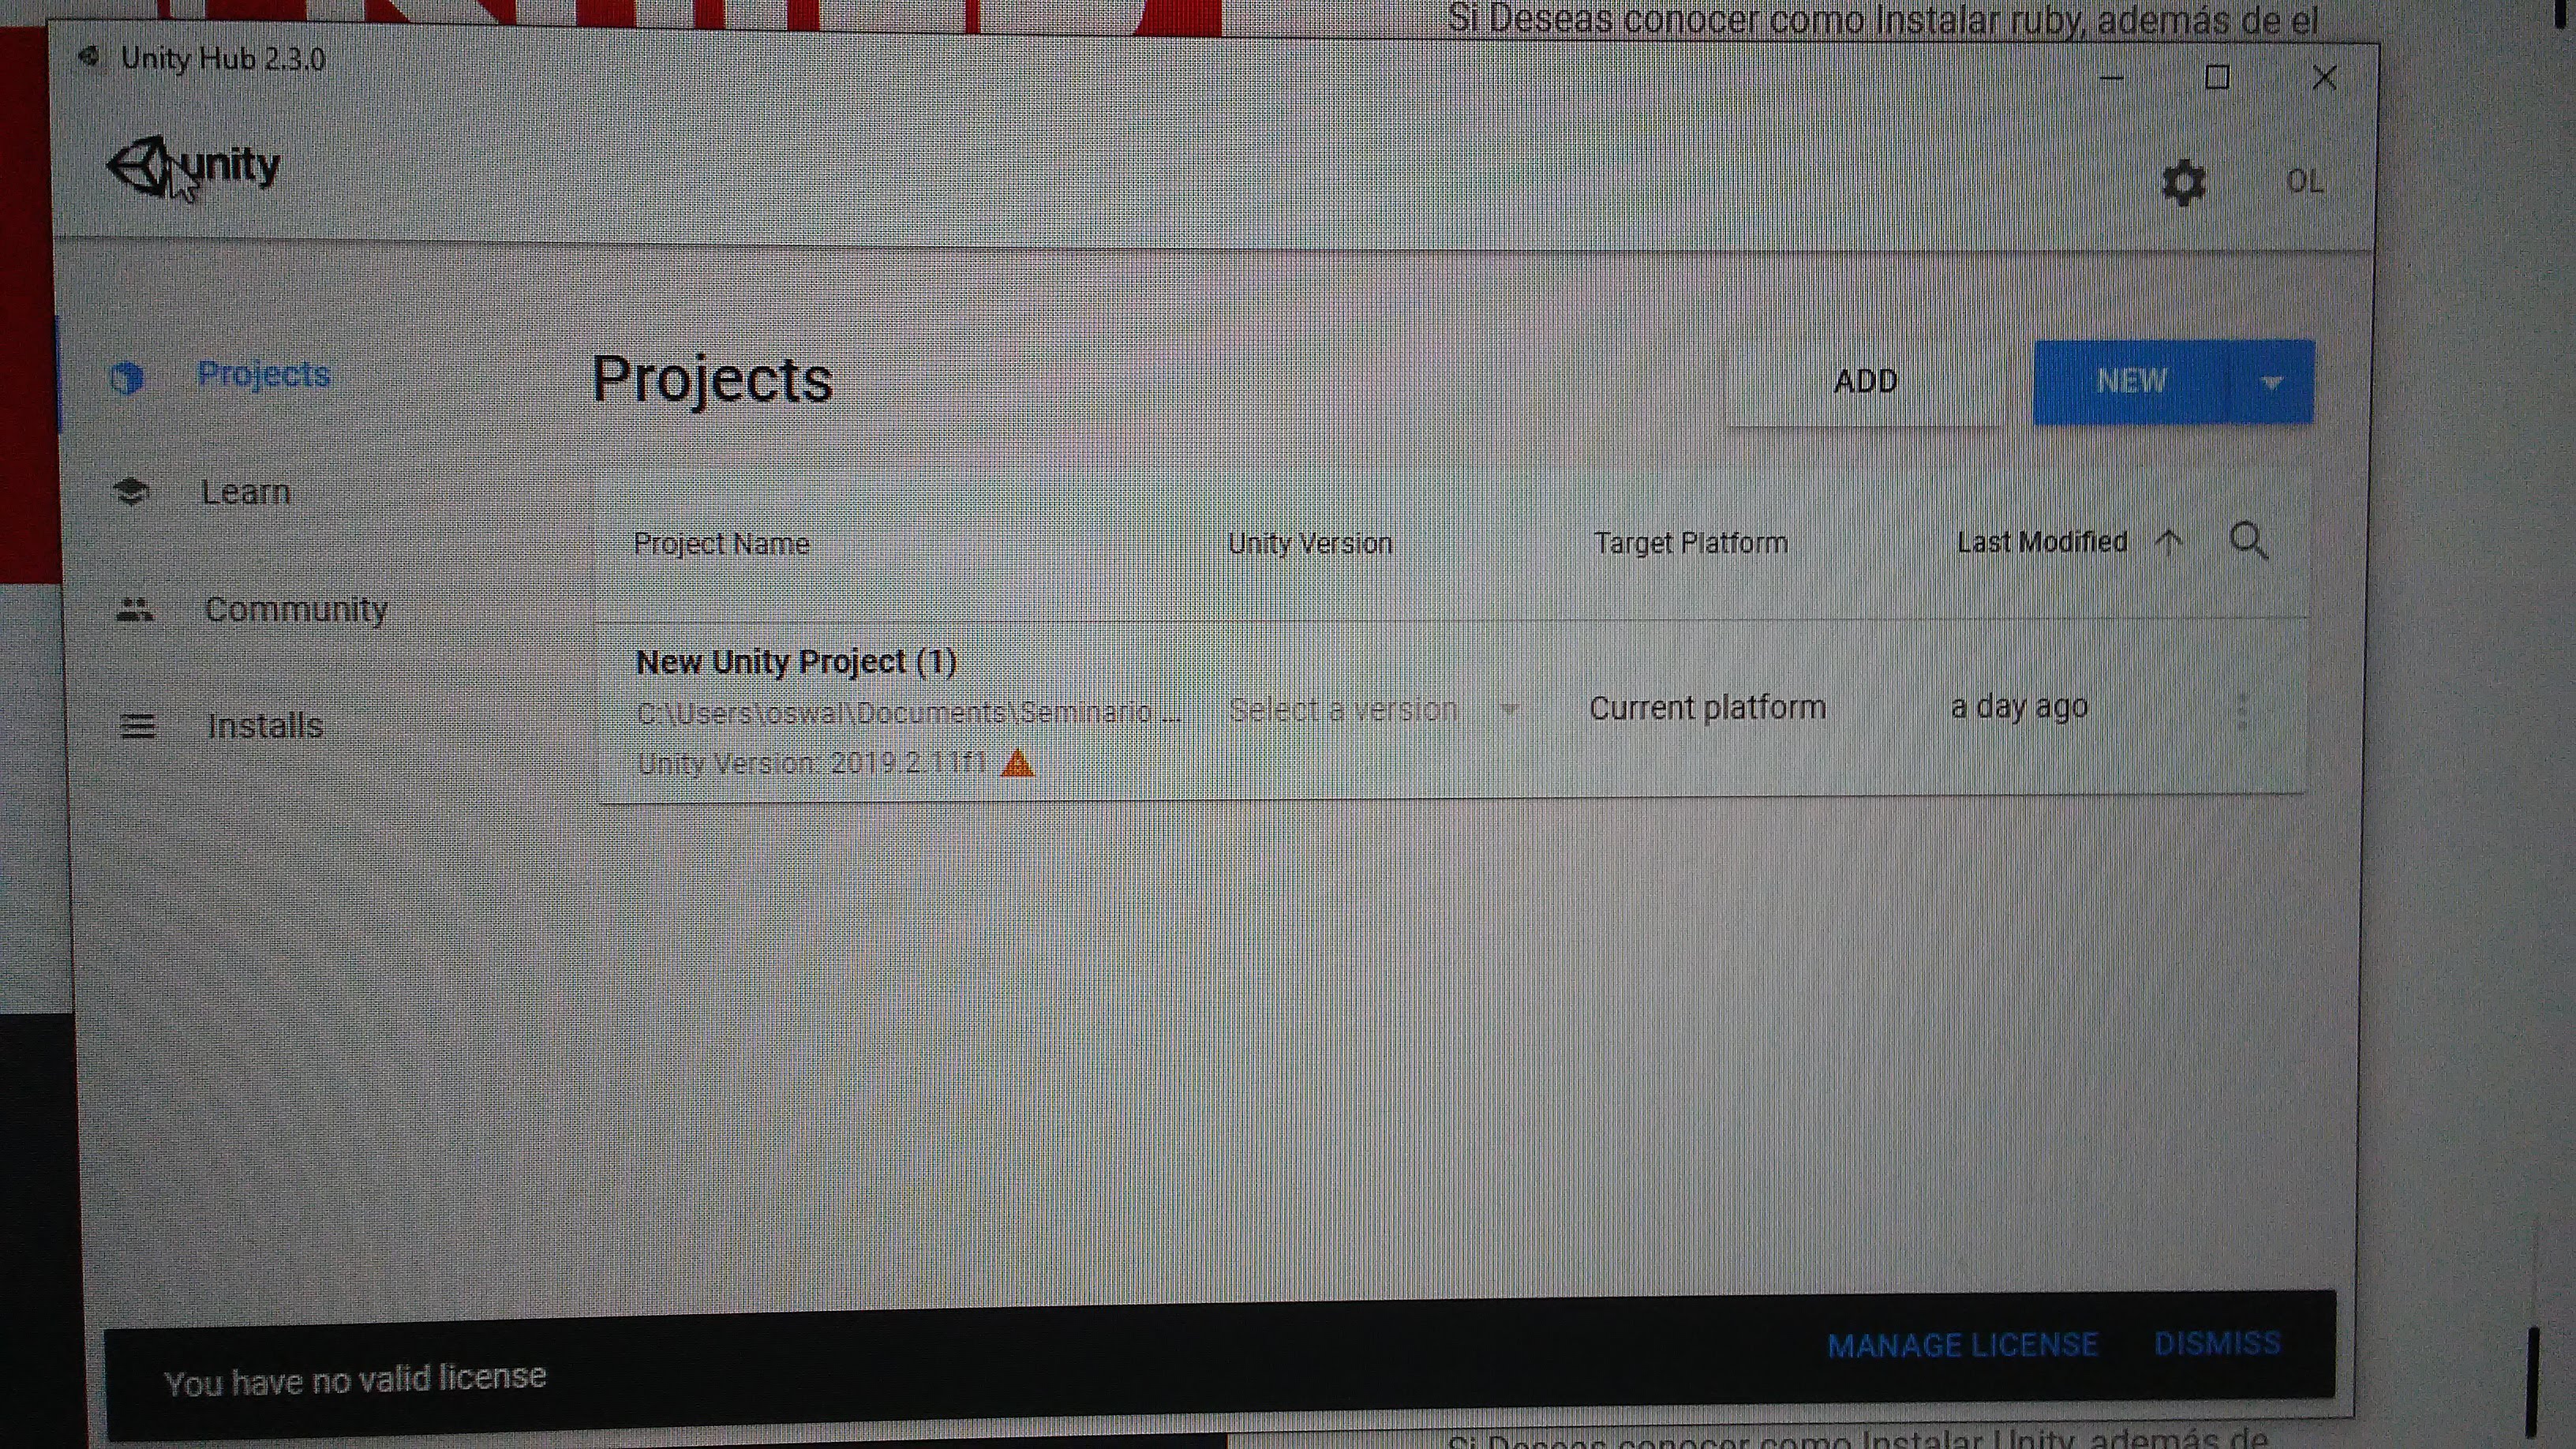 Si Deseas conocer como Instalar ruby, además de el
Unity Hub 2.3.0
unity
OL
Projects
Learn
Community
Installs
Projects
ADD
NEW
Project Name
Unity Version
Target Platform
Last Modified
New Unity Project (1)
C:\Users\oswal\Documents\Seminario ...
Select a version
Current platform
a day ago
Unity Version: 2019.2.11f1
You have no valid license
MANAGE LICENSE
DISMISS
Si Deseas conocer como Instalar Unity, además de